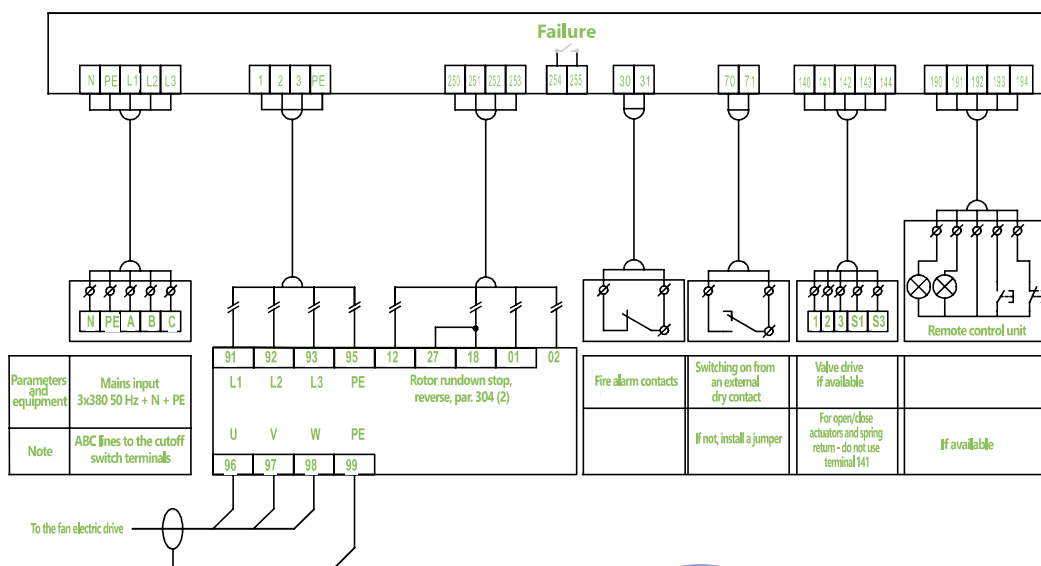 Failure
N PE L1 L2 L3
1 2 3 PE
250 251 252 253
254 255
30 31
70 71
140 141 142 143 144
190 191 192 193 194
N PE A B C
1 2 3 S1 S3
Remote control unit
91 92 93 95 12 27 18 01 02
L1 L2 L3 PE
Rotor rundown stop,
reverse, par. 304 (2)
U V W PE
96 97 98 99
Parameters
and
equipment
Mains input
3x380 50 Hz + N + PE
Note
ABC lines to the cutoff
switch terminals
Fire alarm contacts
Switching on from
an external
dry contact
If not, install a jumper
Valve drive
if available
For open/close
actuators and spring
return - do not use
terminal 141
If available
To the fan electric drive